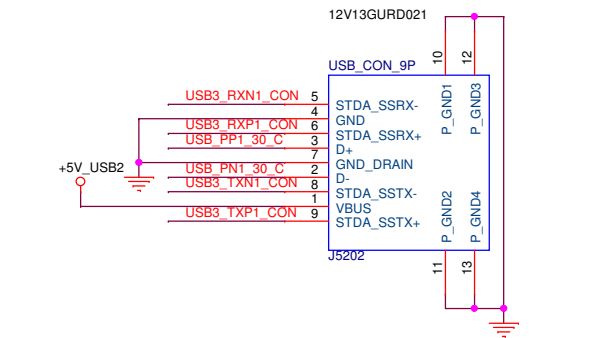 12V13GURD021
USB_CON_9P
10
12
P_GND1
P_GND3
USB3_RXN1_CON 5 STDA_SSRX-
4 GND
USB3_RXP1_CON 6 STDA_SSRX+
USB_PP1_30_C 3 D+
7 GND_DRAIN
+5V_USB2
USB_PN1_30_C 2 D-
USB3_TXN1_CON 8 STDA_SSTX-
1 VBUS
USB3_TXP1_CON 9 STDA_SSTX+
P_GND2
P_GND4
J5202
11
13